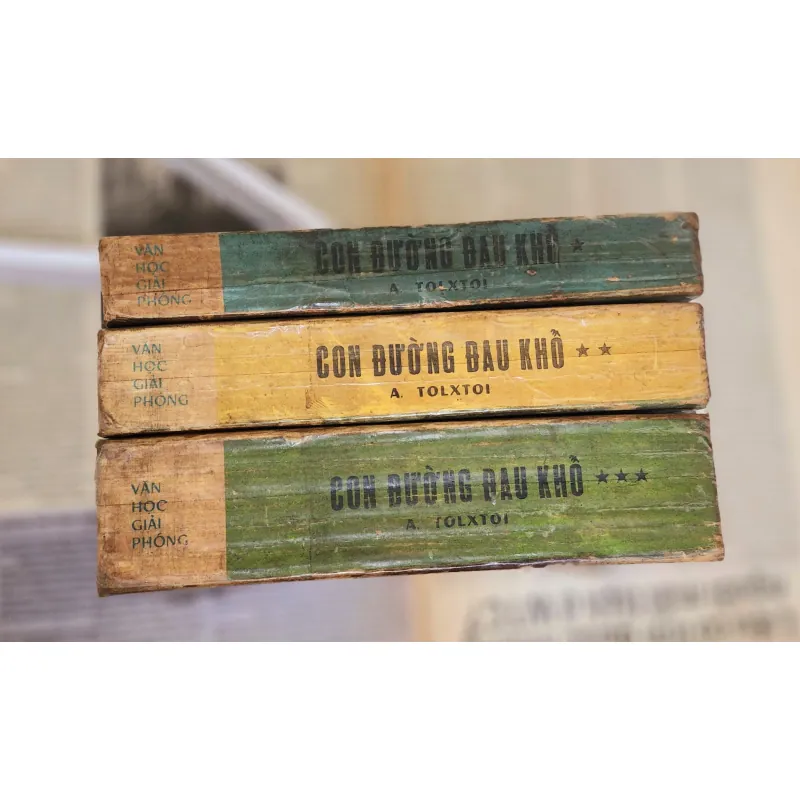 VĂN
HỌC
GIẢI
PHÓNG
CON ĐƯỜNG ĐAU KHỔ ★
A. TOLXTOI
VĂN
HỌC
GIẢI
PHÓNG
CON ĐƯỜNG ĐAU KHỔ ★★
A. TOLXTOI
VĂN
HỌC
GIẢI
PHÓNG
CON ĐƯỜNG ĐAU KHỔ ★★★
A. TOLXTOI